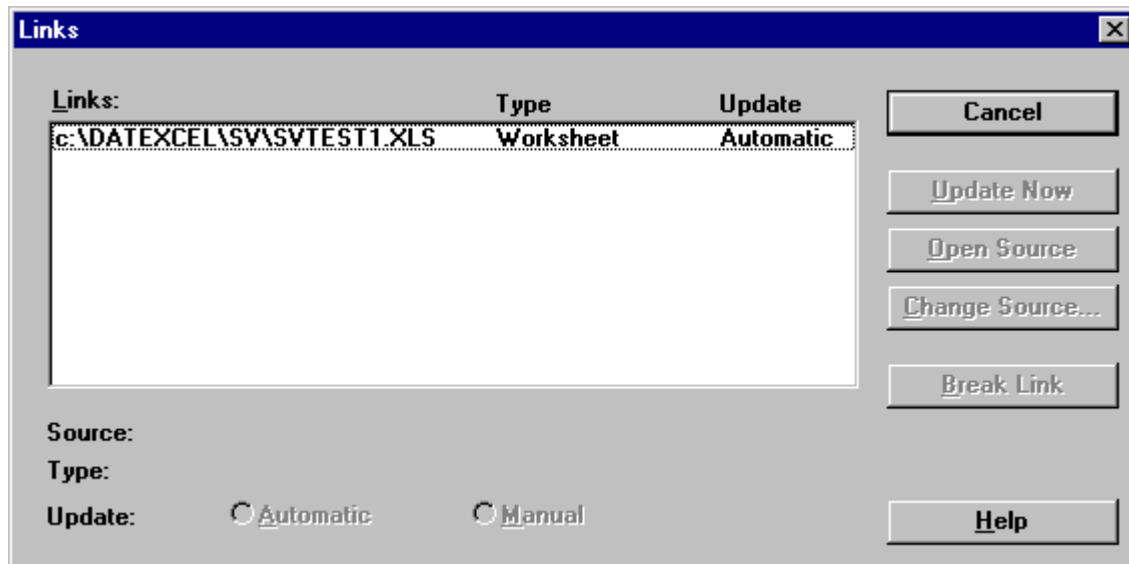 Links
Links: Type Update
c:\DATEXCEL\SV\SVTEST1.XLS Worksheet Automatic
Cancel
Update Now
Open Source
Change Source...
Break Link
Source:
Type:
Update: Automatic Manual
Help